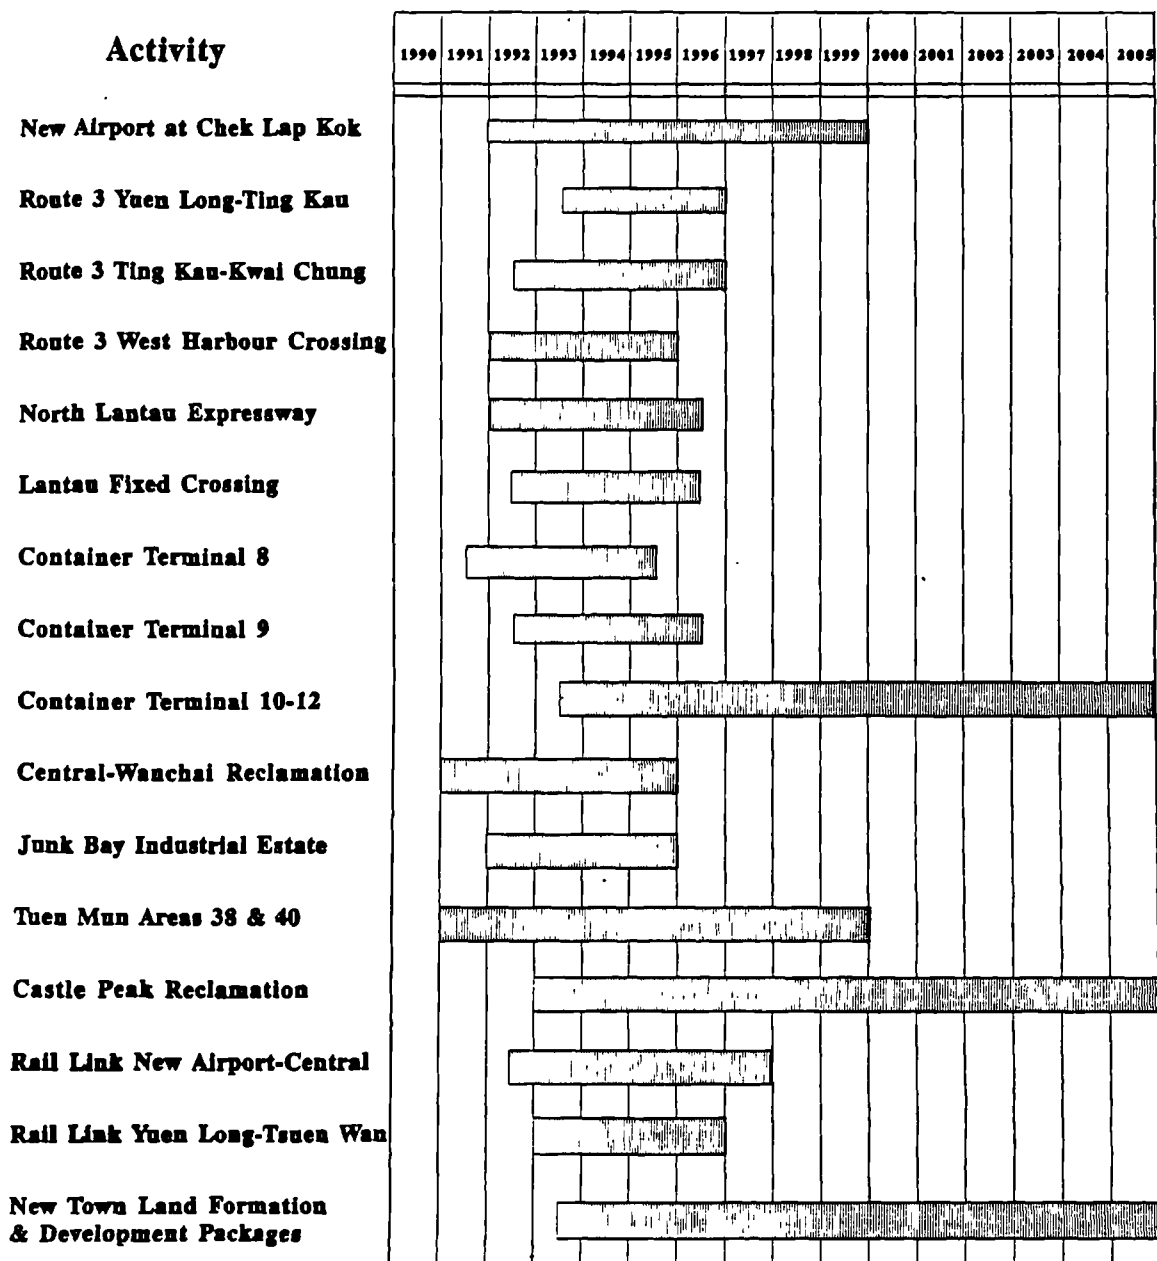 Activity
1990 1991 1992 1993 1994 1995 1996 1997 1998 1999 2000 2001 2002 2003 2004 2005
New Airport at Chek Lap Kok
Route 3 Yuen Long-Ting Kau
Route 3 Ting Kau-Kwai Chung
Route 3 West Harbour Crossing
North Lantau Expressway
Lantau Fixed Crossing
Container Terminal 8
Container Terminal 9
Container Terminal 10-12
Central-Wanchai Reclamation
Junk Bay Industrial Estate
Tuen Mun Areas 38 & 40
Castle Peak Reclamation
Rail Link New Airport-Central
Rail Link Yuen Long-Tsuen Wan
New Town Land Formation
& Development Packages